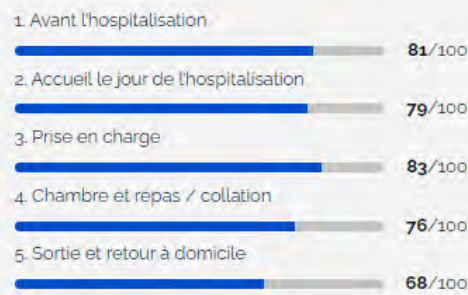 1. Avant l'hospitalisation
81/100
2. Accueil le jour de l'hospitalisation
79/100
3. Prise en charge
83/100
4. Chambre et repas / collation
76/100
5. Sortie et retour à domicile
68/100